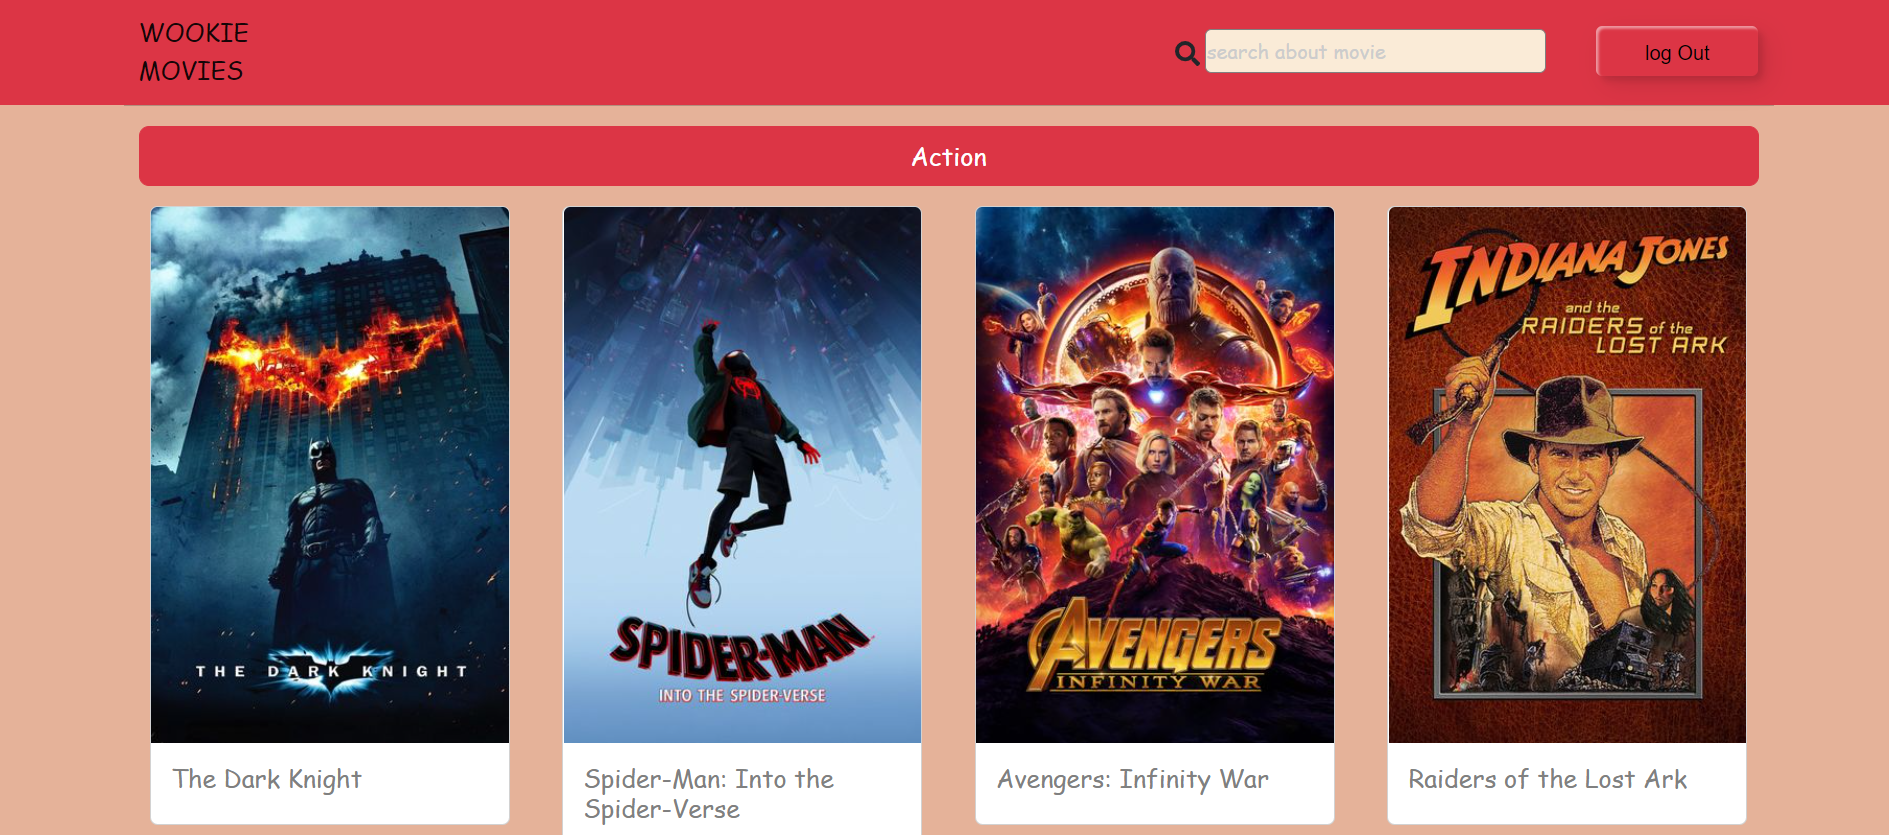 WOOKIE
MOVIES
search about movie
log Out
Action
THE DARK KNIGHT
SPIDER-MAN
INTO THE SPIDER-VERSE
AVENGERS
INFINITY WAR
INDIANA JONES
and the
RAIDERS of the
LOST ARK
The Dark Knight
Spider-Man: Into the
Spider-Verse
Avengers: Infinity War
Raiders of the Lost Ark